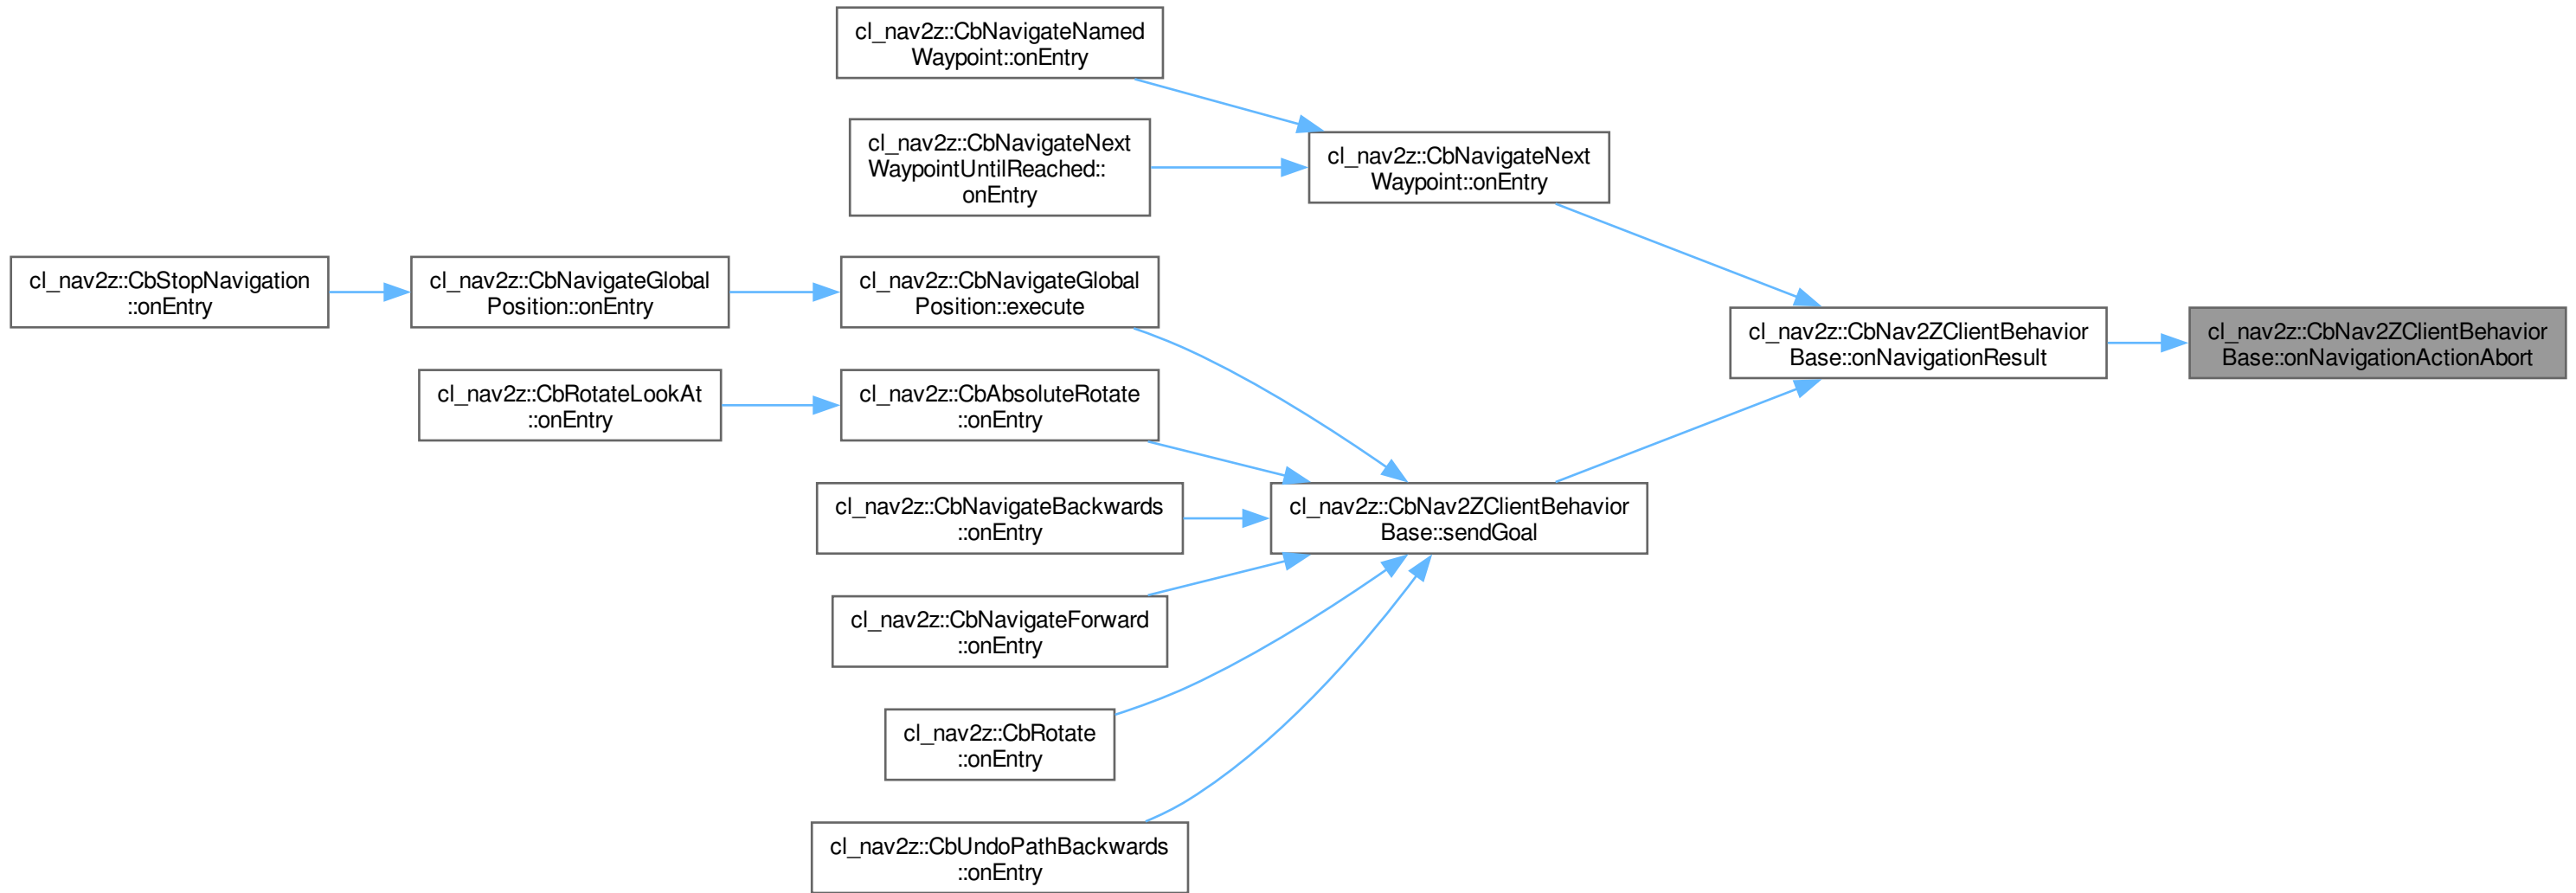 cl_nav2z::CbNavigateNamed
Waypoint::onEntry
cl_nav2z::CbNavigateNext
WaypointUntilReached::
onEntry
cl_nav2z::CbNavigateNext
Waypoint::onEntry
cl_nav2z::CbStopNavigation
::onEntry
cl_nav2z::CbNavigateGlobal
Position::onEntry
cl_nav2z::CbNavigateGlobal
Position::execute
cl_nav2z::CbNav2ZClientBehavior
Base::onNavigationResult
cl_nav2z::CbNav2ZClientBehavior
Base::onNavigationActionAbort
cl_nav2z::CbRotateLookAt
::onEntry
cl_nav2z::CbAbsoluteRotate
::onEntry
cl_nav2z::CbNavigateBackwards
::onEntry
cl_nav2z::CbNav2ZClientBehavior
Base::sendGoal
cl_nav2z::CbNavigateForward
::onEntry
cl_nav2z::CbRotate
::onEntry
cl_nav2z::CbUndoPathBackwards
::onEntry